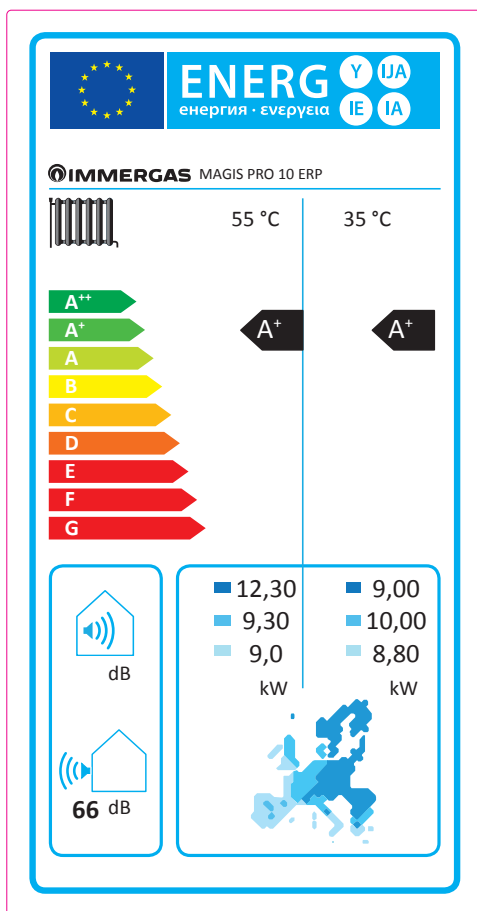 ENERG
енергия · ενεργεια
Y
IJA
IE
IA
IMMERGAS MAGIS PRO 10 ERP
55 °C
35 °C
A++
A+
A
B
C
D
E
F
G
A+
A+
12,30
9,30
9,0
kW
9,00
10,00
8,80
kW
dB
66 dB